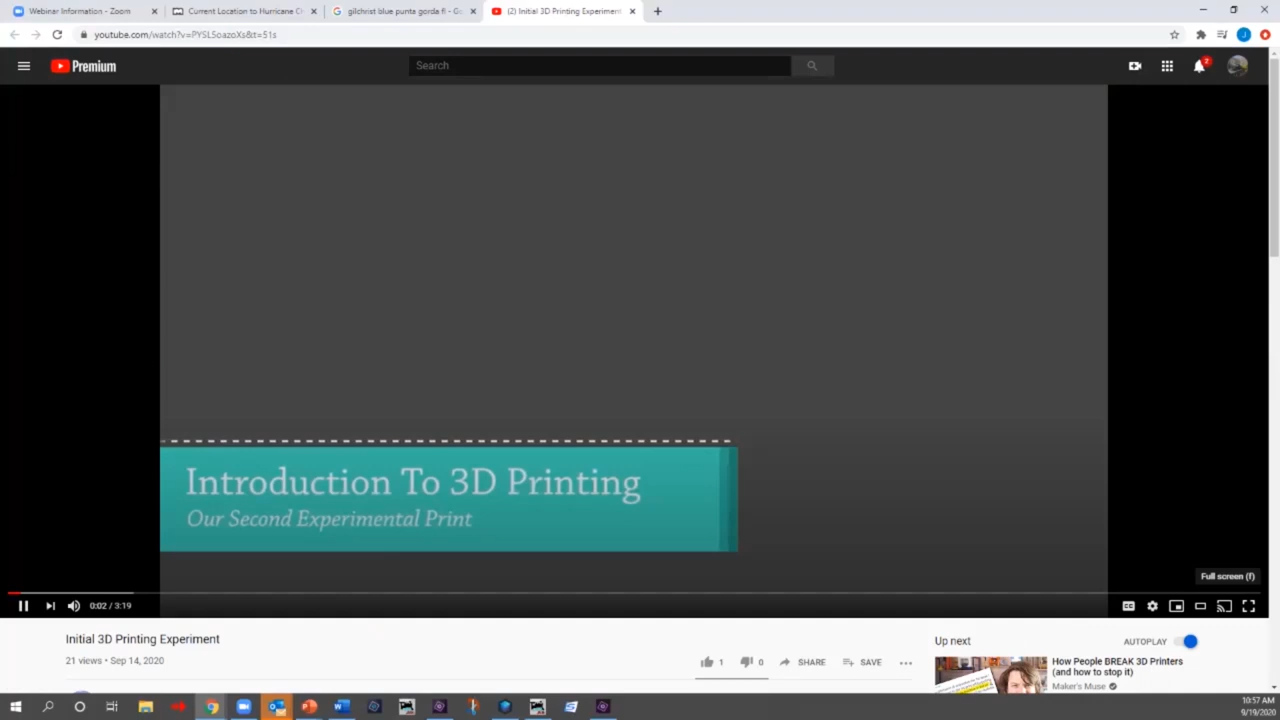 Webinar Information - Zoom
Current Location to Hurricane C
gilchrist blue punta gorda fl - Go
(2) Initial 3D Printing Experiment
youtube.com/watch?v=PYSL5oazoXs&t=51s
Premium
Search
2
J
Introduction To 3D Printing
Our Second Experimental Print
Full screen (f)
0:02 / 3:19
Initial 3D Printing Experiment
21 views • Sep 14, 2020
1
0
SHARE
SAVE
Up next
AUTOPLAY
How People BREAK 3D Printers
(and how to stop it)
Maker's Muse
10:57 AM
9/19/2020